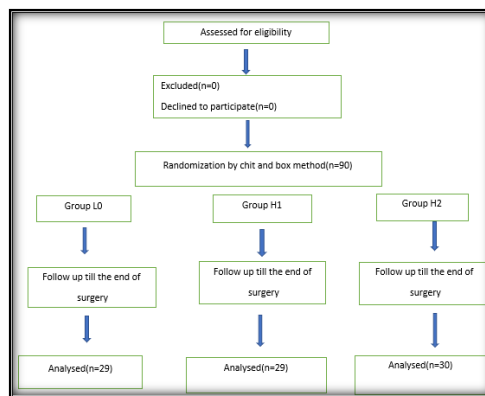 Assessed for eligibility
Excluded(n=0)
Declined to participate(n=0)
Randomization by chit and box method(n=90)
Group L0
Group H1
Group H2
Follow up till the end of
surgery
Follow up till the end of
surgery
Follow up till the end of
surgery
Analysed(n=29)
Analysed(n=29)
Analysed(n=30)